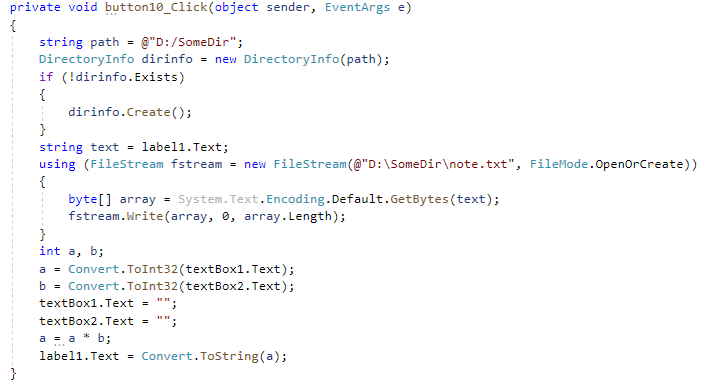 private void button10_Click(object sender, EventArgs e)
{
    string path = @"D:/SomeDir";
    DirectoryInfo dirinfo = new DirectoryInfo(path);
    if (!dirinfo.Exists)
    {
        dirinfo.Create();
    }
    string text = label1.Text;
    using (FileStream fstream = new FileStream(@"D:\SomeDir\note.txt", FileMode.OpenOrCreate))
    {
        byte[] array = System.Text.Encoding.Default.GetBytes(text);
        fstream.Write(array, 0, array.Length);
    }
    int a, b;
    a = Convert.ToInt32(textBox1.Text);
    b = Convert.ToInt32(textBox2.Text);
    textBox1.Text = "";
    textBox2.Text = "";
    a = a * b;
    label1.Text = Convert.ToString(a);
}